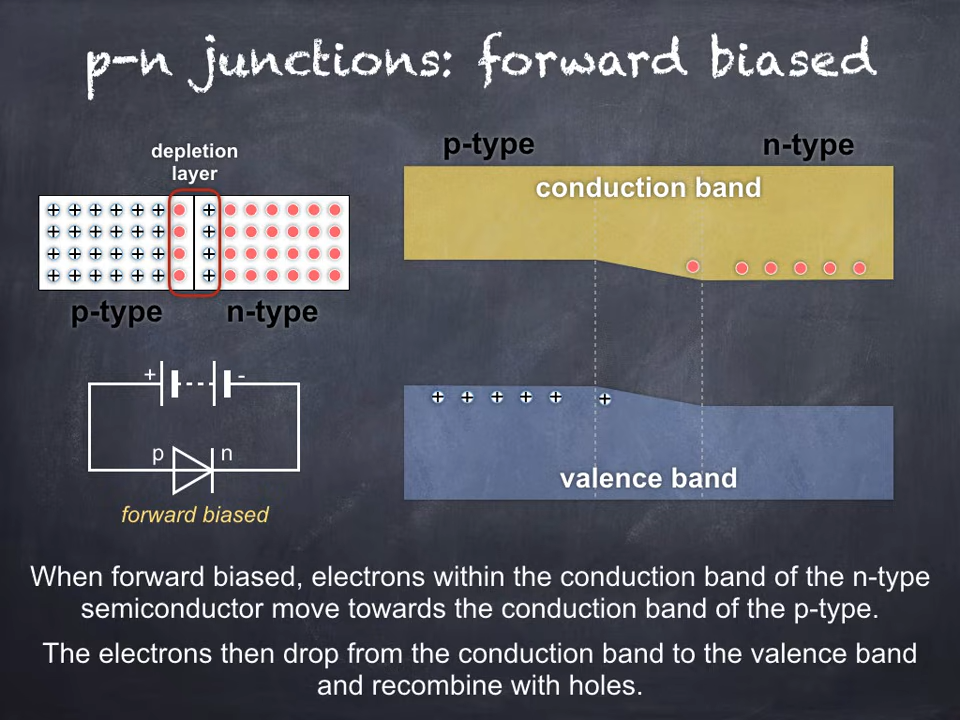 p-n junctions: forward biased
depletion
layer
p-type
n-type
+ -
p n
forward biased
p-type
n-type
conduction band
valence band
When forward biased, electrons within the conduction band of the n-type
semiconductor move towards the conduction band of the p-type.
The electrons then drop from the conduction band to the valence band
and recombine with holes.